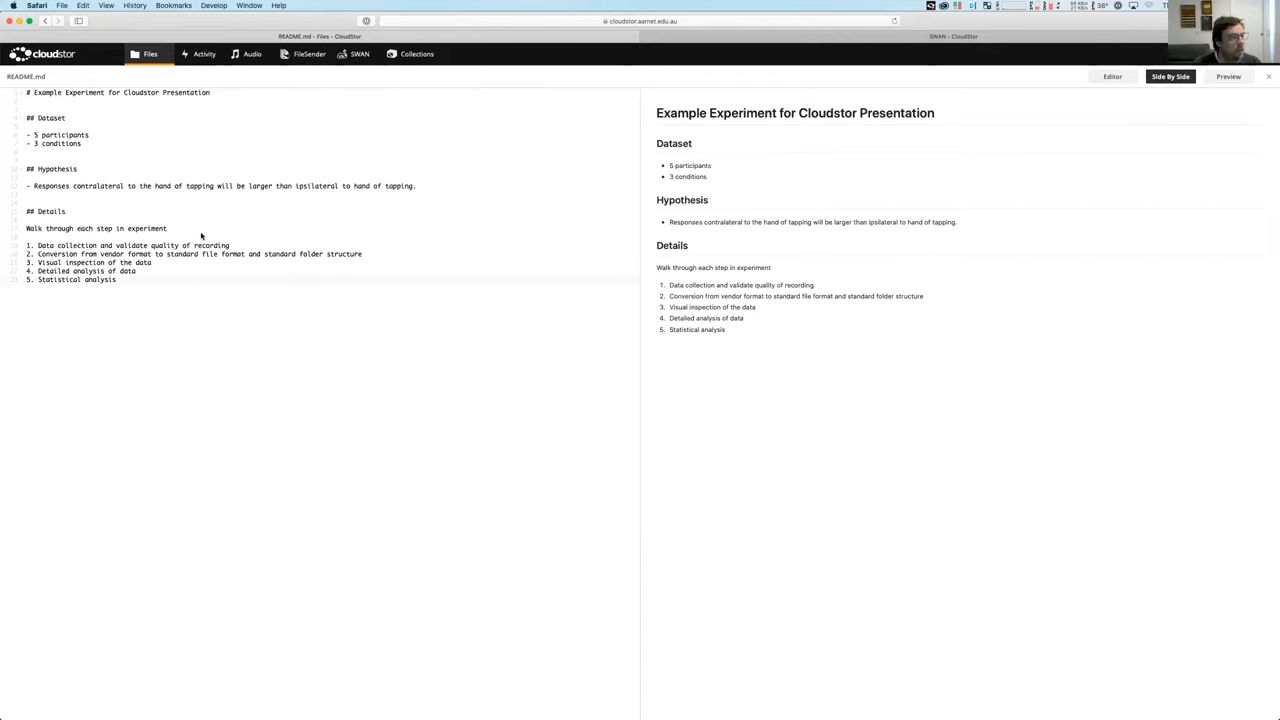 Safari File Edit View History Bookmarks Develop Window Help
cloudstor.aarnet.edu.au
README.md - Files - CloudStor
SWAN - CloudStor
cloudstor Files Activity Audio FileSender SWAN Collections
README.md
Editor Side By Side Preview
# Example Experiment for Cloudstor Presentation
## Dataset
- 5 participants
- 3 conditions
## Hypothesis
- Responses contralateral to the hand of tapping will be larger than ipsilateral to hand of tapping.
## Details
Walk through each step in experiment
1. Data collection and validate quality of recording
2. Conversion from vendor format to standard file format and standard folder structure
3. Visual inspection of the data
4. Detailed analysis of data
5. Statistical analysis
Example Experiment for Cloudstor Presentation
Dataset
• 5 participants
• 3 conditions
Hypothesis
• Responses contralateral to the hand of tapping will be larger than ipsilateral to hand of tapping.
Details
Walk through each step in experiment
1. Data collection and validate quality of recording
2. Conversion from vendor format to standard file format and standard folder structure
3. Visual inspection of the data
4. Detailed analysis of data
5. Statistical analysis